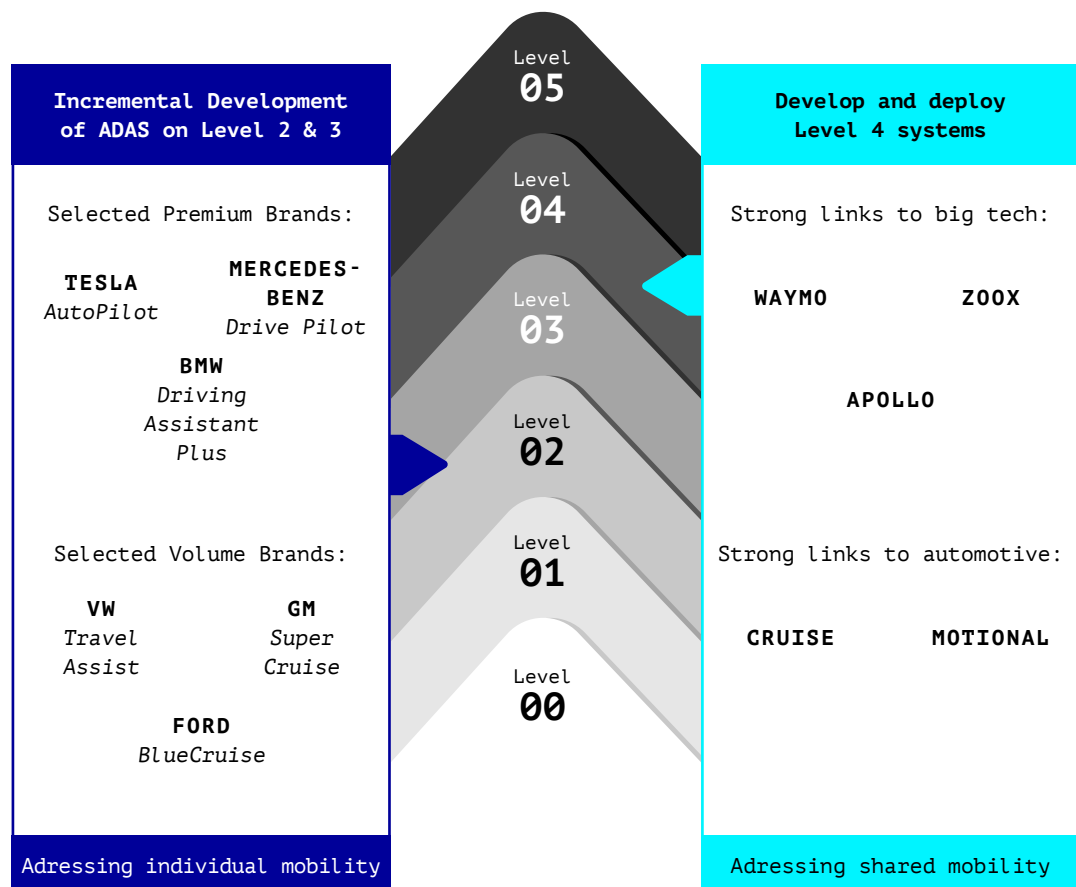 Incremental Development
of ADAS on Level 2 & 3
Selected Premium Brands:
TESLA
AutoPilot
MERCEDES-
BENZ
Drive Pilot
BMW
Driving
Assistant
Plus
Selected Volume Brands:
VW
Travel
Assist
GM
Super
Cruise
FORD
BlueCruise
Adressing individual mobility
Level
05
Level
04
Level
03
Level
02
Level
01
Level
00
Develop and deploy
Level 4 systems
Strong links to big tech:
WAYMO
ZOOX
APOLLO
Strong links to automotive:
CRUISE
MOTIONAL
Adressing shared mobility